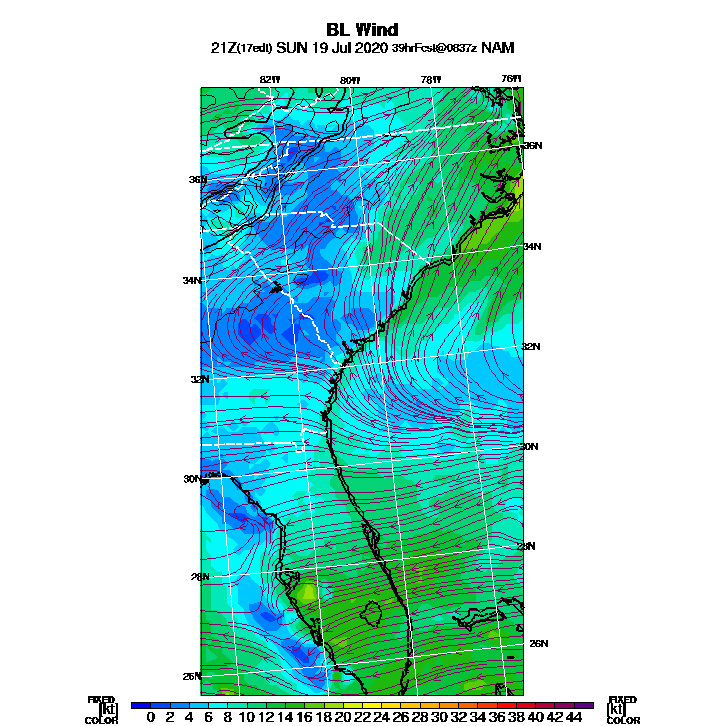 BL Wind
21Z(17edt) SUN 19 Jul 2020 39hrFcst@0837z NAM
82W 80W 78W 76W
36N
36N
34N
34N
32N
32N
30N
30N
28N
28N
26N
26N
FIXED FIXED
[kt] 0 2 4 6 8 10 12 14 16 18 20 22 24 26 28 30 32 34 36 38 40 42 44 [kt]
COLOR COLOR